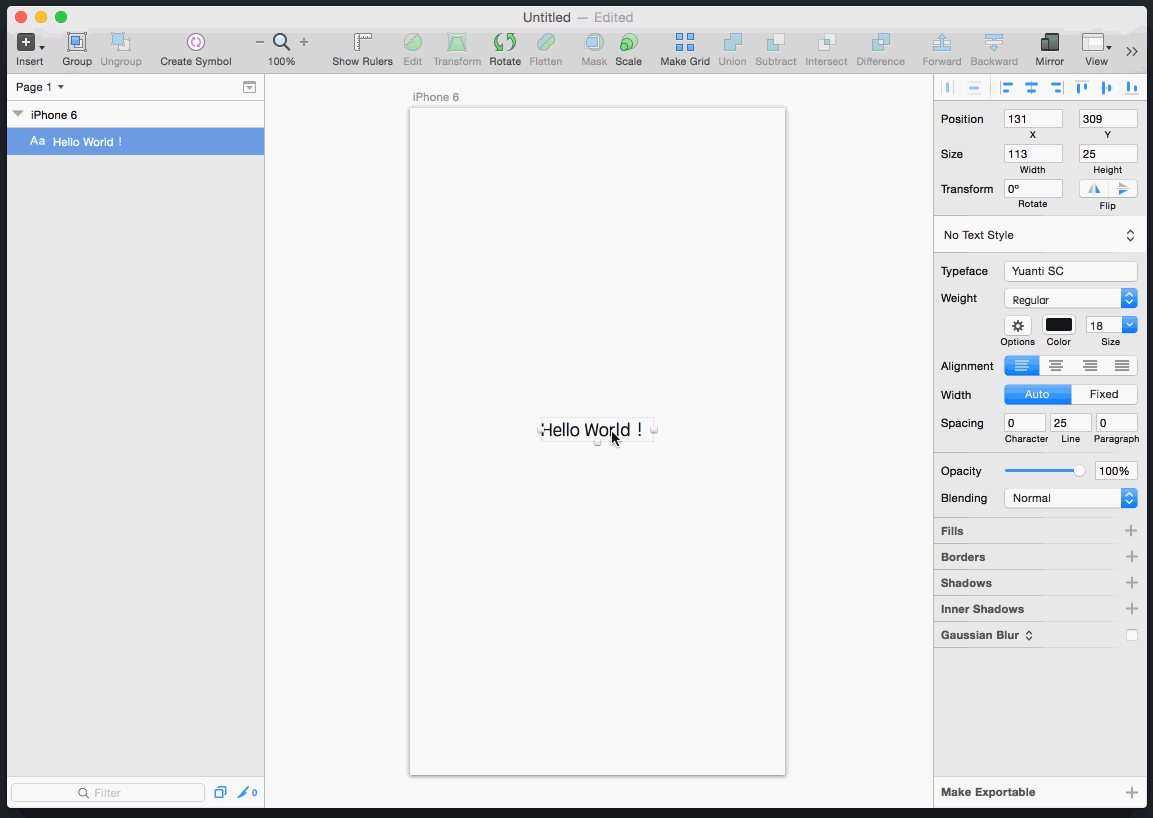 Untitled — Edited
Insert Group Ungroup Create Symbol 100% Show Rulers Edit Transform Rotate Flatten Mask Scale Make Grid Union Subtract Intersect Difference Forward Backward Mirror View
Page 1
iPhone 6
Aa Hello World !
Filter
0
iPhone 6
Hello World !
Position 131 309
X Y
Size 113 25
Width Height
Transform 0°
Rotate Flip
No Text Style
Typeface Yuanti SC
Weight Regular
18
Options Color Size
Alignment
Width Auto Fixed
Spacing 0 25 0
Character Line Paragraph
Opacity 100%
Blending Normal
Fills
Borders
Shadows
Inner Shadows
Gaussian Blur
Make Exportable